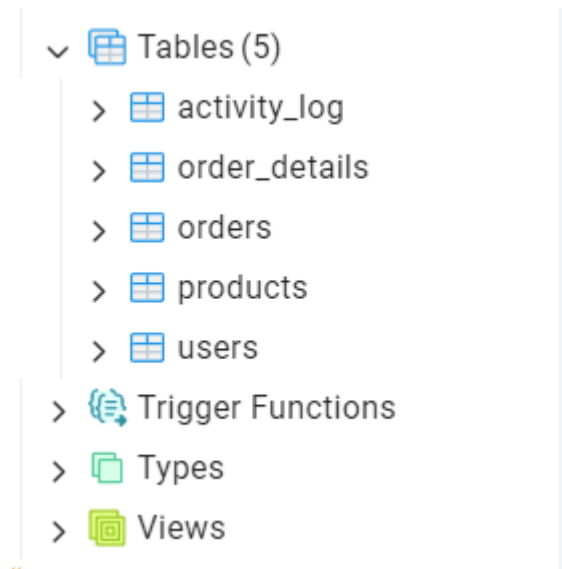 Tables (5)
activity_log
order_details
orders
products
users
Trigger Functions
Types
Views